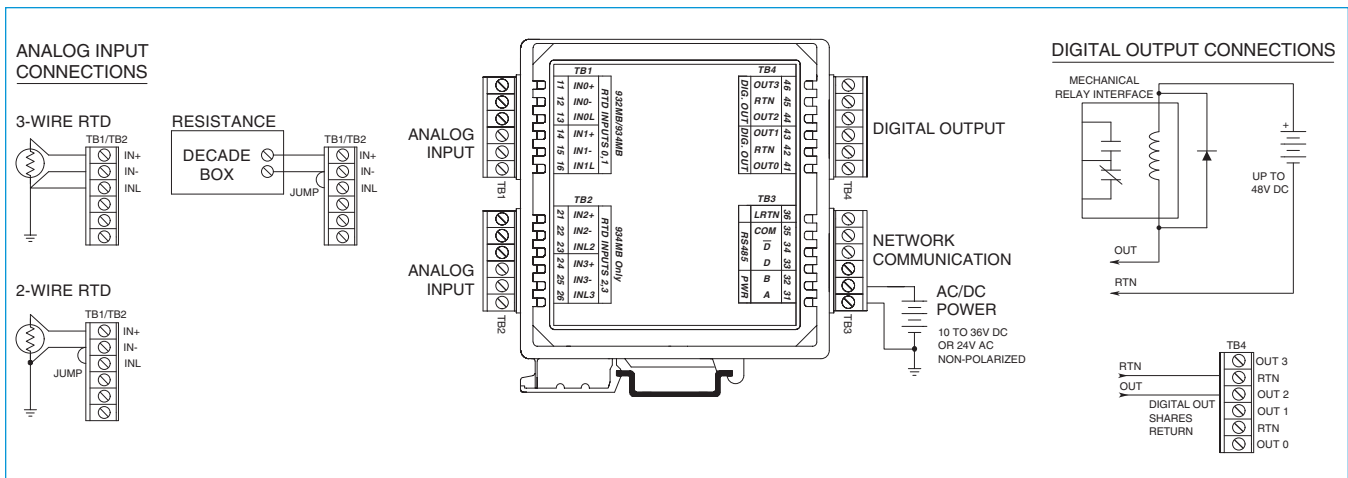 ANALOG INPUT
CONNECTIONS
3-WIRE RTD
TB1/TB2
IN+
IN-
INL
RESISTANCE
DECADE
BOX
TB1/TB2
IN+
IN-
INL
JUMP
2-WIRE RTD
TB1/TB2
IN+
IN-
INL
JUMP
ANALOG
INPUT
TB1
TB1
11 IN0+
12 IN0-
13 IN0L
14 IN1+
15 IN1-
16 IN1L
RTD INPUTS 0,1
932MB/934MB
ANALOG
INPUT
TB2
TB2
21 IN2+
22 IN2-
23 INL2
24 IN3+
25 IN3-
26 INL3
RTD INPUTS 2,3
934MB Only
TB4
DIG. OUT
DIG. OUT
OUT3 46
RTN 45
OUT2 44
OUT1 43
RTN 42
OUT0 41
TB4
DIGITAL OUTPUT
TB3
LRTN 36
COM 35
D 34
D 33
B 32
A 31
RS485
PWR
TB3
NETWORK
COMMUNICATION
AC/DC
POWER
10 TO 36V DC
OR 24V AC
NON-POLARIZED
DIGITAL OUTPUT CONNECTIONS
MECHANICAL
RELAY INTERFACE
+
UP TO
48V DC
OUT
RTN
RTN
OUT
DIGITAL OUT
SHARES
RETURN
TB4
OUT 3
RTN
OUT 2
OUT 1
RTN
OUT 0